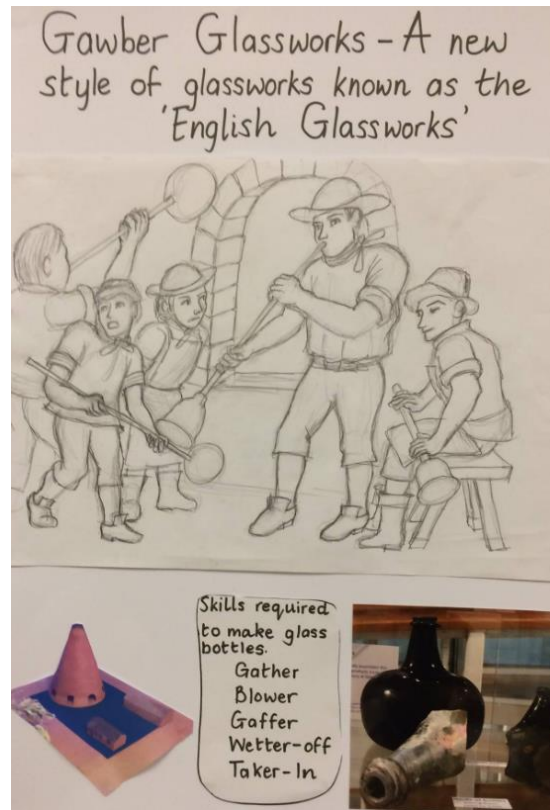 Gawber Glassworks - A new
style of glassworks known as the
'English Glassworks'
Skills required
to make glass
bottles.
Gather
Blower
Gaffer
Wetter-off
Taker-In